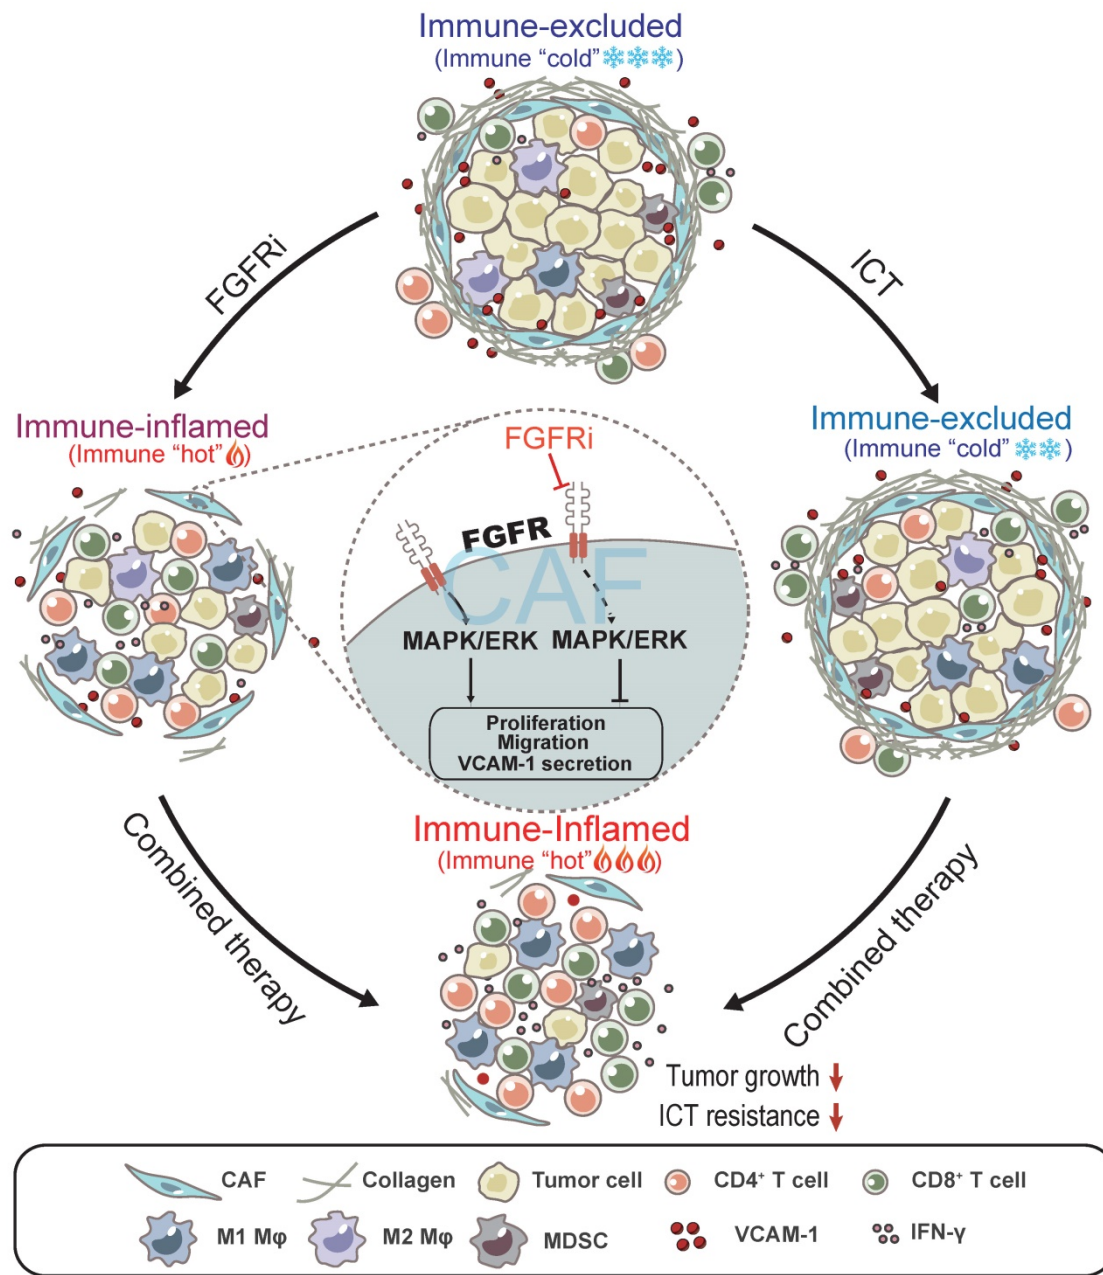 Immune-excluded
(Immune "cold" )
FGFRi
ICT
Immune-inflamed
(Immune "hot" )
Immune-excluded
(Immune "cold" )
FGFRi
FGFR
CAF
MAPK/ERK MAPK/ERK
Proliferation
Migration
VCAM-1 secretion
Combined therapy
Combined therapy
Immune-Inflamed
(Immune "hot" )
Tumor growth
ICT resistance
CAF Collagen Tumor cell CD4⁺ T cell CD8⁺ T cell
M1 Mφ M2 Mφ MDSC VCAM-1 IFN-γ